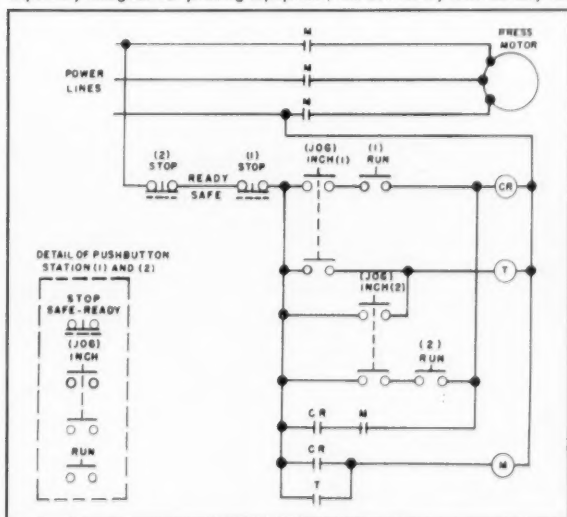 M
PRESS
MOTOR
POWER
LINES
M
M
(2)
STOP
READY
SAFE
(1)
STOP
(JOG)
INCH (1)
(1)
RUN
CR
T
DETAIL OF PUSHBUTTON
STATION (1) AND (2)
STOP
SAFE-READY
(JOG)
INCH
RUN
(JOG)
INCH (2)
(2)
RUN
CR
M
CR
M
T